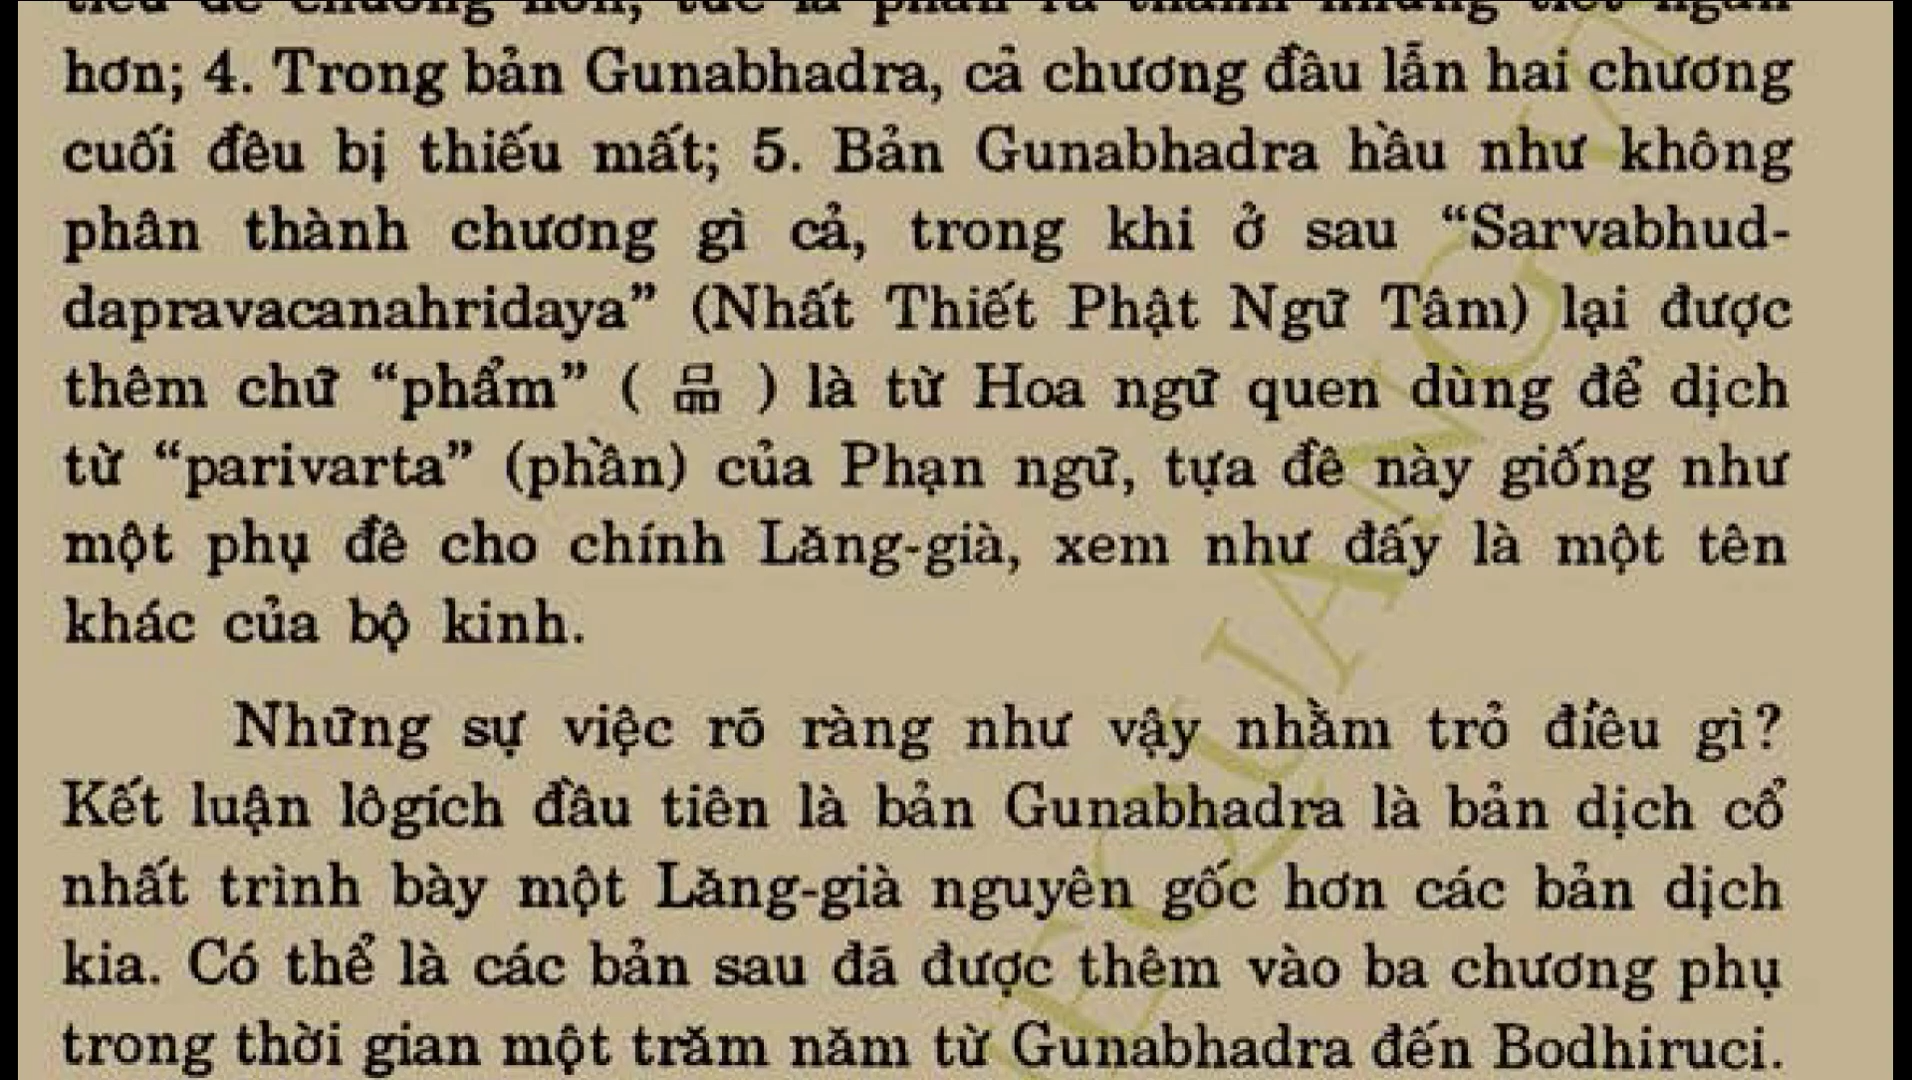 hơn; 4. Trong bản Gunabhadra, cả chương đầu lẫn hai chương
cuối đều bị thiếu mất; 5. Bản Gunabhadra hầu như không
phân thành chương gì cả, trong khi ở sau “Sarvabhud-
dapravacanahridaya” (Nhất Thiết Phật Ngữ Tâm) lại được
thêm chữ “phẩm” ( 品 ) là từ Hoa ngữ quen dùng để dịch
từ “parivarta” (phần) của Phạn ngữ, tựa đề này giống như
một phụ đề cho chính Lăng-già, xem như đấy là một tên
khác của bộ kinh.
Những sự việc rõ ràng như vậy nhằm trỏ điều gì?
Kết luận lôgích đầu tiên là bản Gunabhadra là bản dịch cổ
nhất trình bày một Lăng-già nguyên gốc hơn các bản dịch
kia. Có thể là các bản sau đã được thêm vào ba chương phụ
trong thời gian một trăm năm từ Gunabhadra đến Bodhiruci.